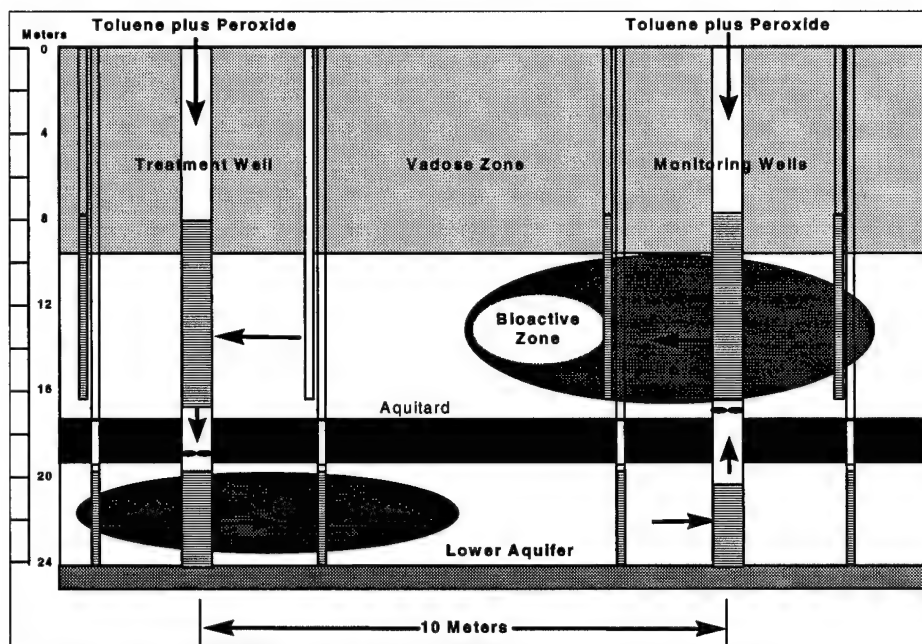 Toluene plus Peroxide
Toluene plus Peroxide
Meters
0
4
8
12
16
20
24
Treatment Well
Vadose Zone
Monitoring Wells
Bioactive
Zone
Aquitard
Lower Aquifer
10 Meters